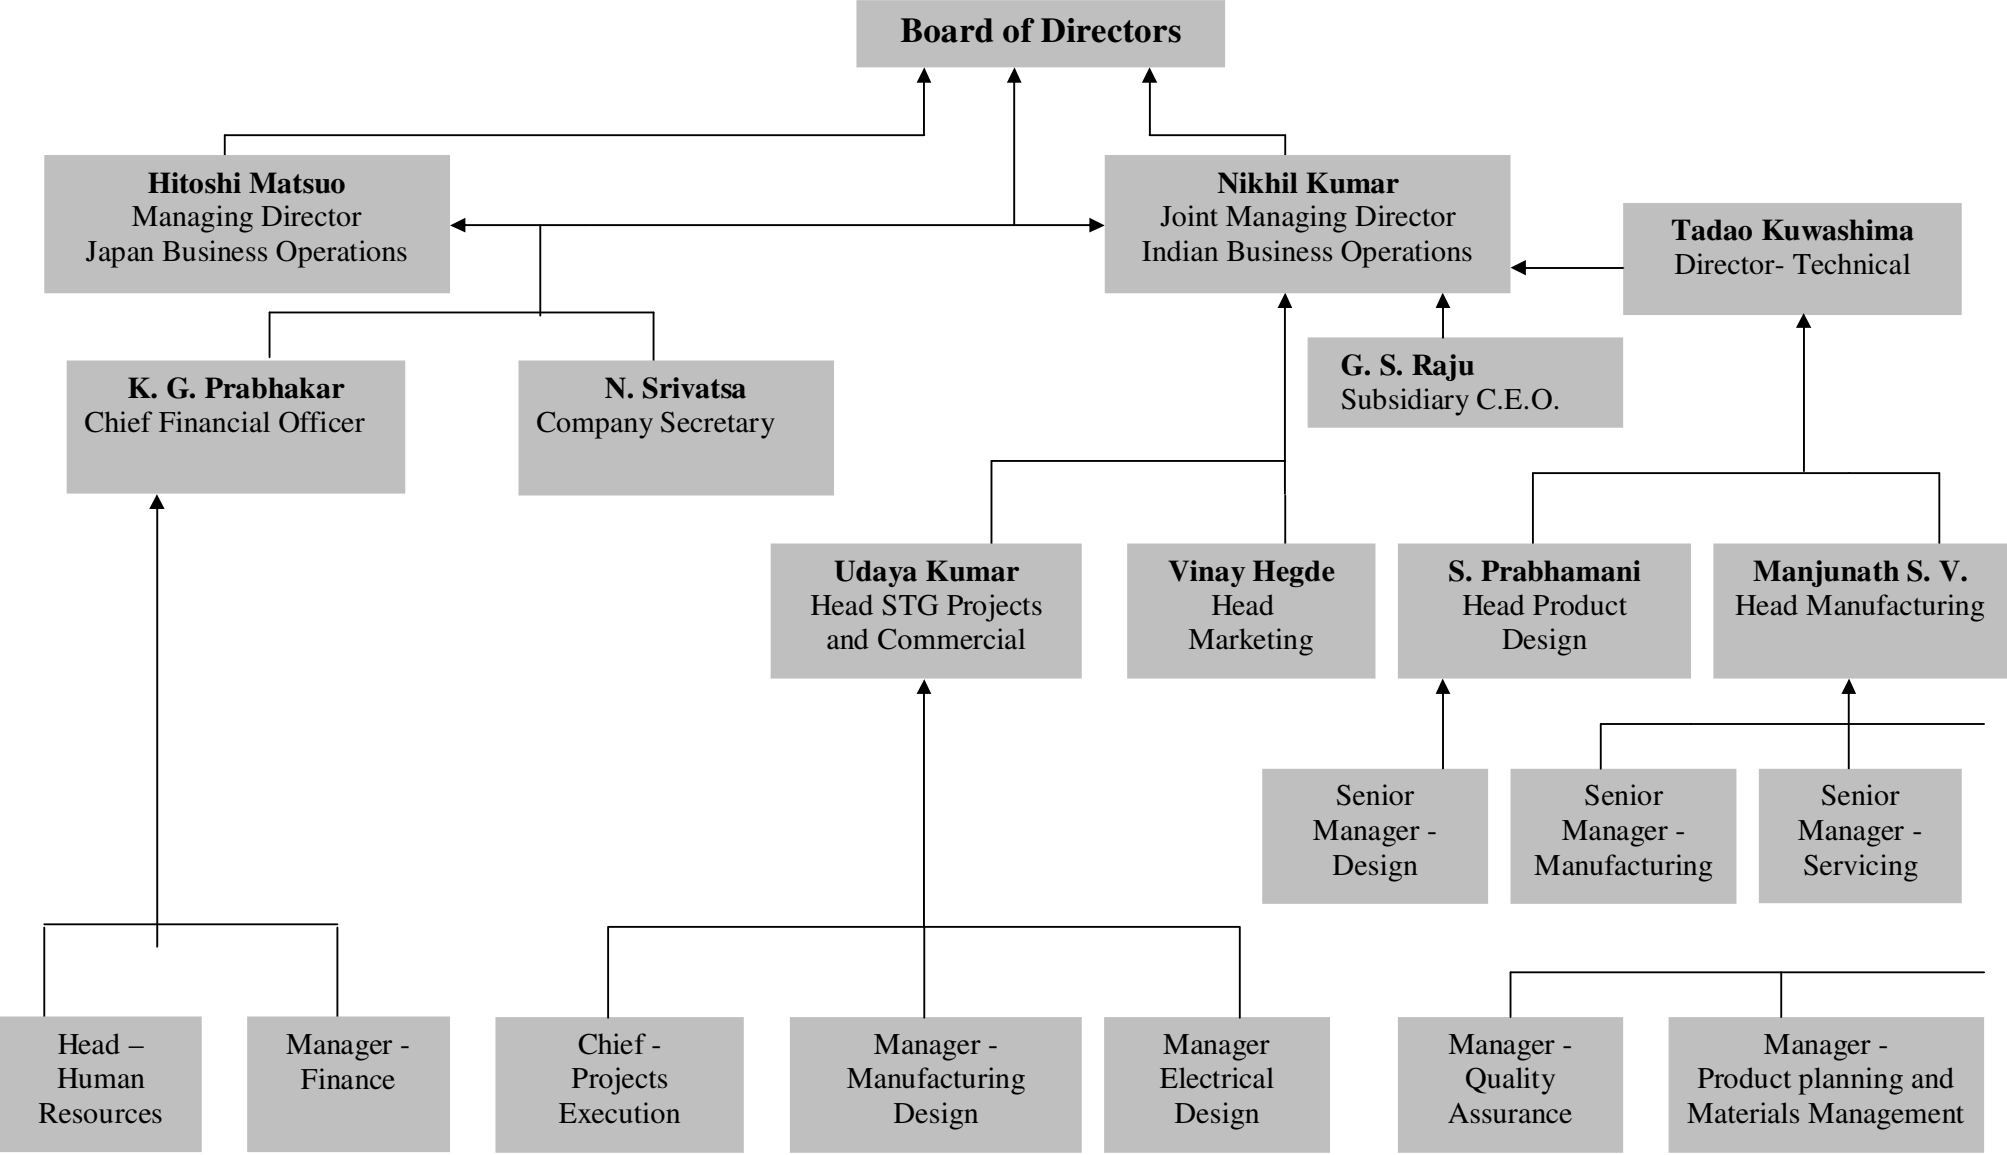 Board of Directors
Hitoshi Matsuo
Managing Director
Japan Business Operations
Nikhil Kumar
Joint Managing Director
Indian Business Operations
Tadao Kuwashima
Director- Technical
G. S. Raju
Subsidiary C.E.O.
K. G. Prabhakar
Chief Financial Officer
N. Srivatsa
Company Secretary
Udaya Kumar
Head STG Projects
and Commercial
Vinay Hegde
Head
Marketing
S. Prabhamani
Head Product
Design
Manjunath S. V.
Head Manufacturing
Senior
Manager -
Design
Senior
Manager -
Manufacturing
Senior
Manager -
Servicing
Head –
Human
Resources
Manager -
Finance
Chief -
Projects
Execution
Manager -
Manufacturing
Design
Manager
Electrical
Design
Manager -
Quality
Assurance
Manager -
Product planning and
Materials Management